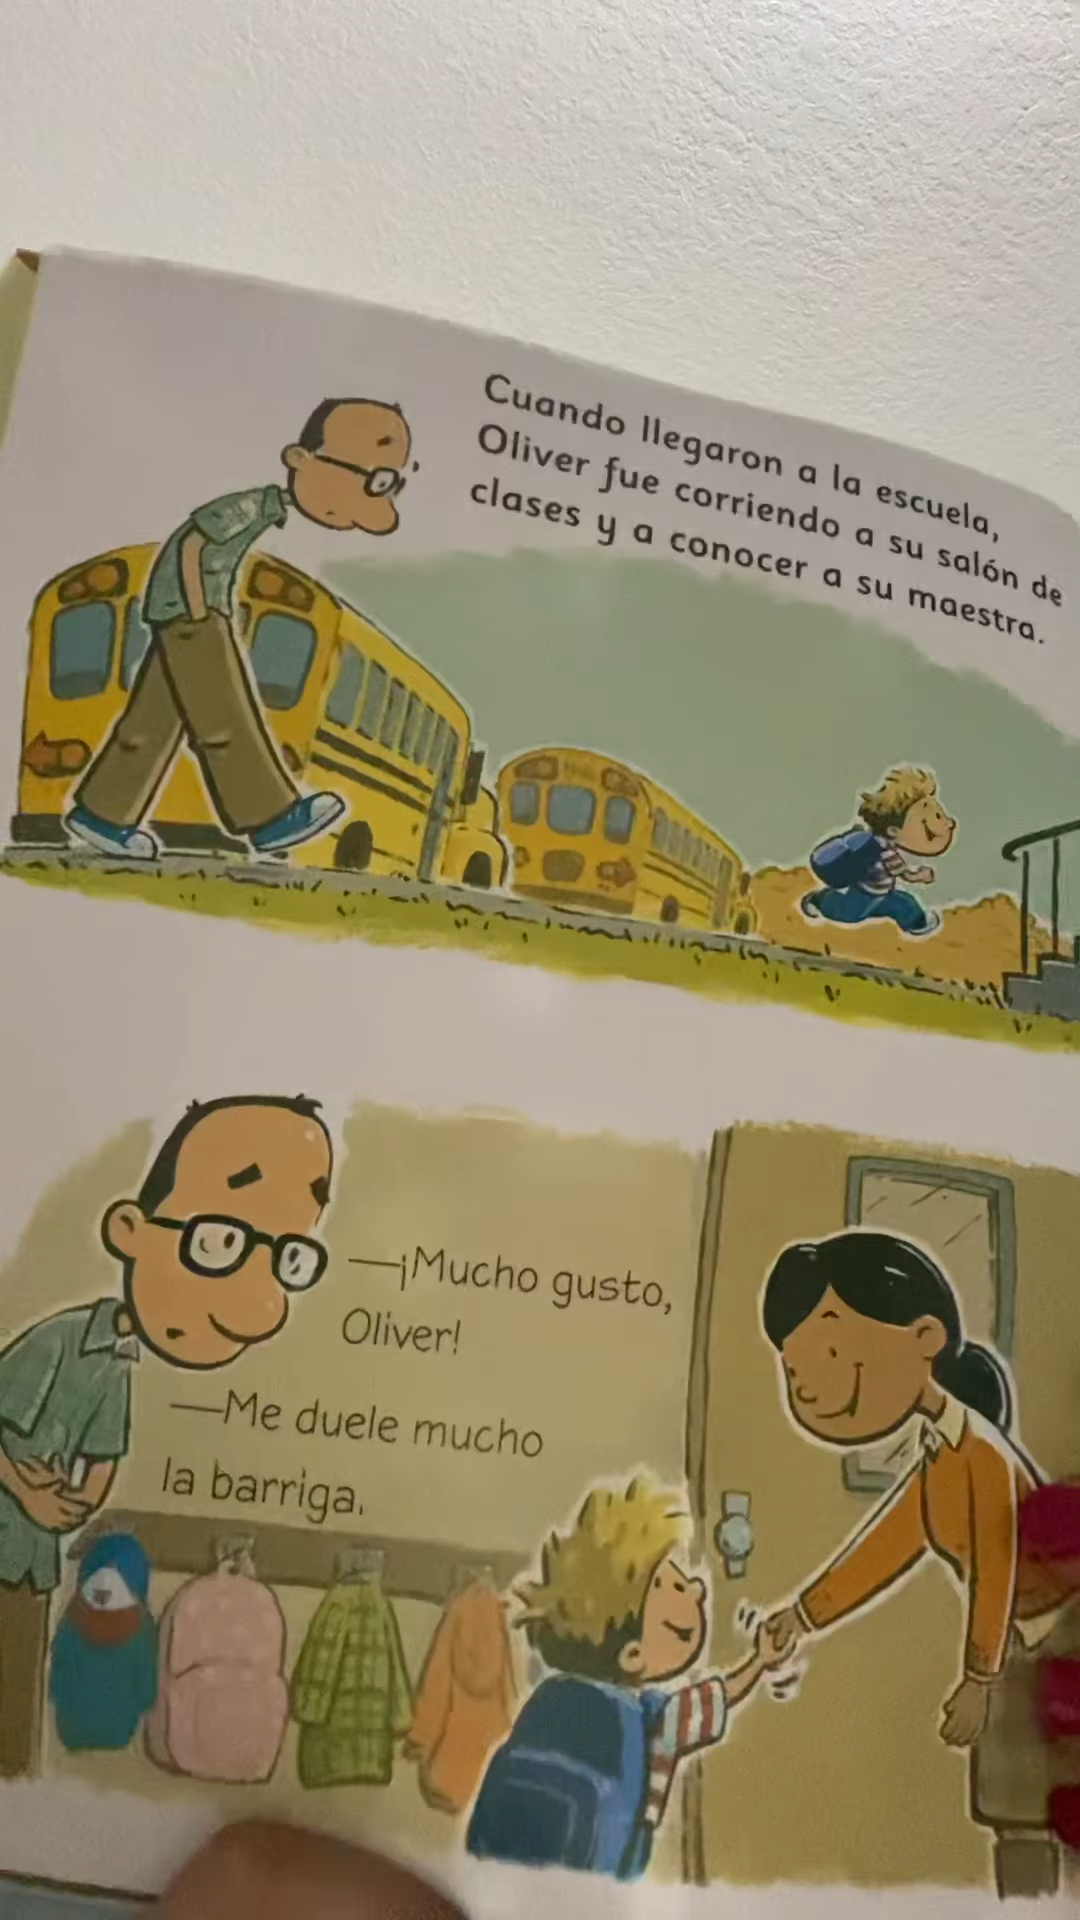 Cuando llegaron a la escuela,
Oliver fue corriendo a su salón de
clases y a conocer a su maestra.
—¡Mucho gusto,
Oliver!
—Me duele mucho
la barriga.